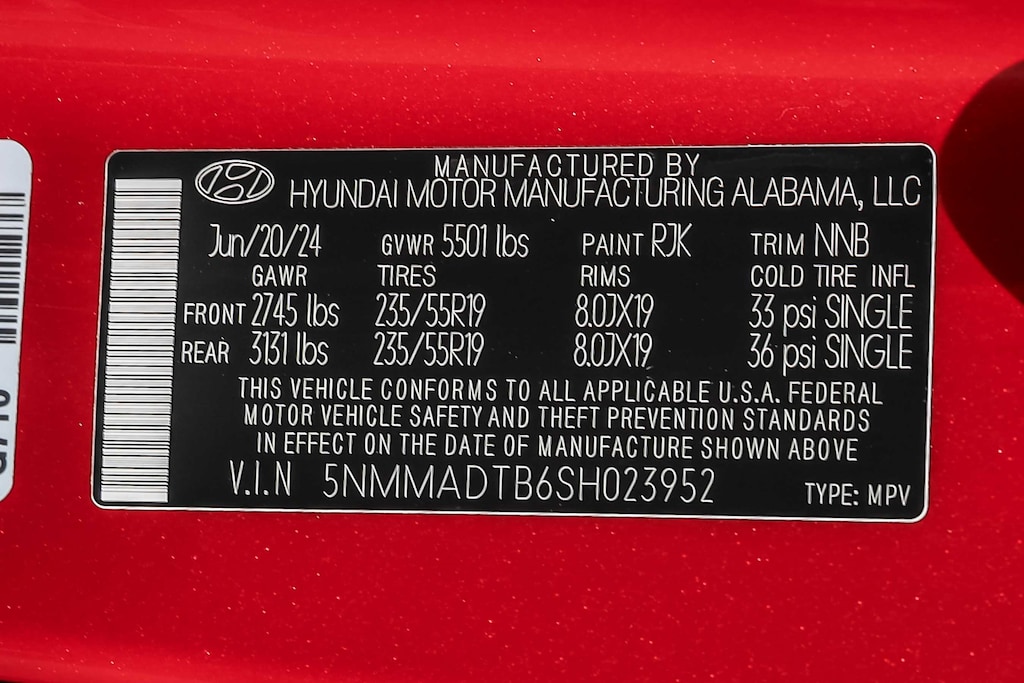 MANUFACTURED BY
HYUNDAI MOTOR MANUFACTURING ALABAMA, LLC
Jun/20/24 GVWR 5501 lbs PAINT RJK TRIM NNB
GAWR TIRES RIMS COLD TIRE INFL
FRONT 2745 lbs 235/55R19 8.0JX19 33 psi SINGLE
REAR 3131 lbs 235/55R19 8.0JX19 36 psi SINGLE
THIS VEHICLE CONFORMS TO ALL APPLICABLE U.S.A. FEDERAL
MOTOR VEHICLE SAFETY AND THEFT PREVENTION STANDARDS
IN EFFECT ON THE DATE OF MANUFACTURE SHOWN ABOVE
V.I.N 5NMMADTB6SH023952 TYPE: MPV